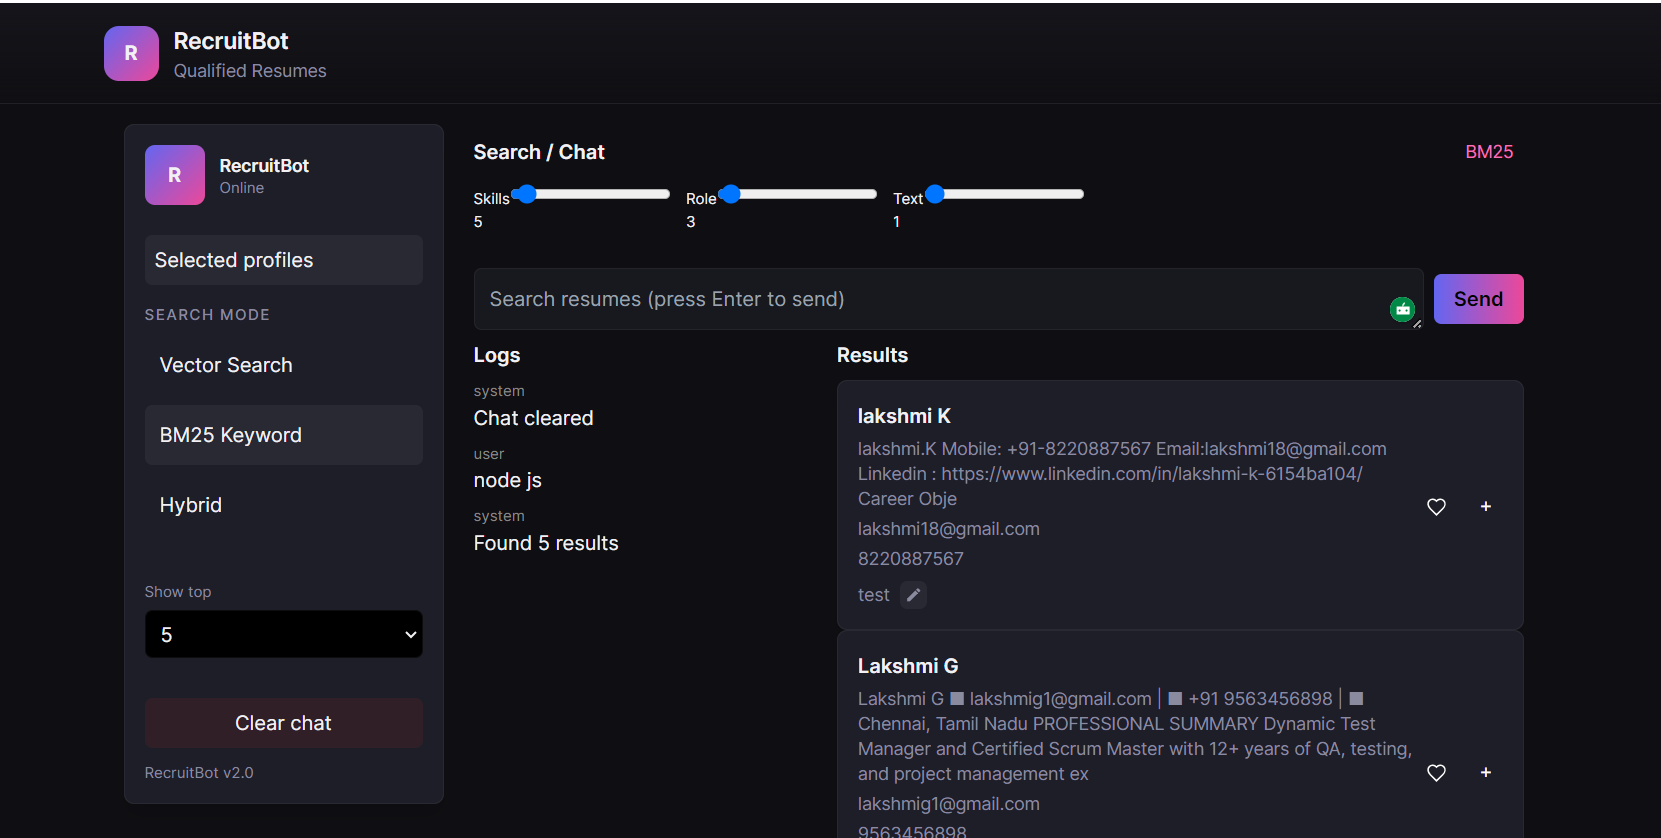 R
RecruitBot
Qualified Resumes
R
RecruitBot
Online
Selected profiles
SEARCH MODE
Vector Search
BM25 Keyword
Hybrid
Show top
5
Clear chat
RecruitBot v2.0
Search / Chat
BM25
Skills
5
Role
3
Text
1
Search resumes (press Enter to send)
Send
Logs
system
Chat cleared
user
node js
system
Found 5 results
Results
lakshmi K
lakshmi.K Mobile: +91-8220887567 Email:lakshmi18@gmail.com
Linkedin : https://www.linkedin.com/in/lakshmi-k-6154ba104/
Career Obje
lakshmi18@gmail.com
8220887567
test
Lakshmi G
Lakshmi G ■ lakshmig1@gmail.com | ■ +91 9563456898 | ■
Chennai, Tamil Nadu PROFESSIONAL SUMMARY Dynamic Test
Manager and Certified Scrum Master with 12+ years of QA, testing,
and project management ex
lakshmig1@gmail.com
9563456898